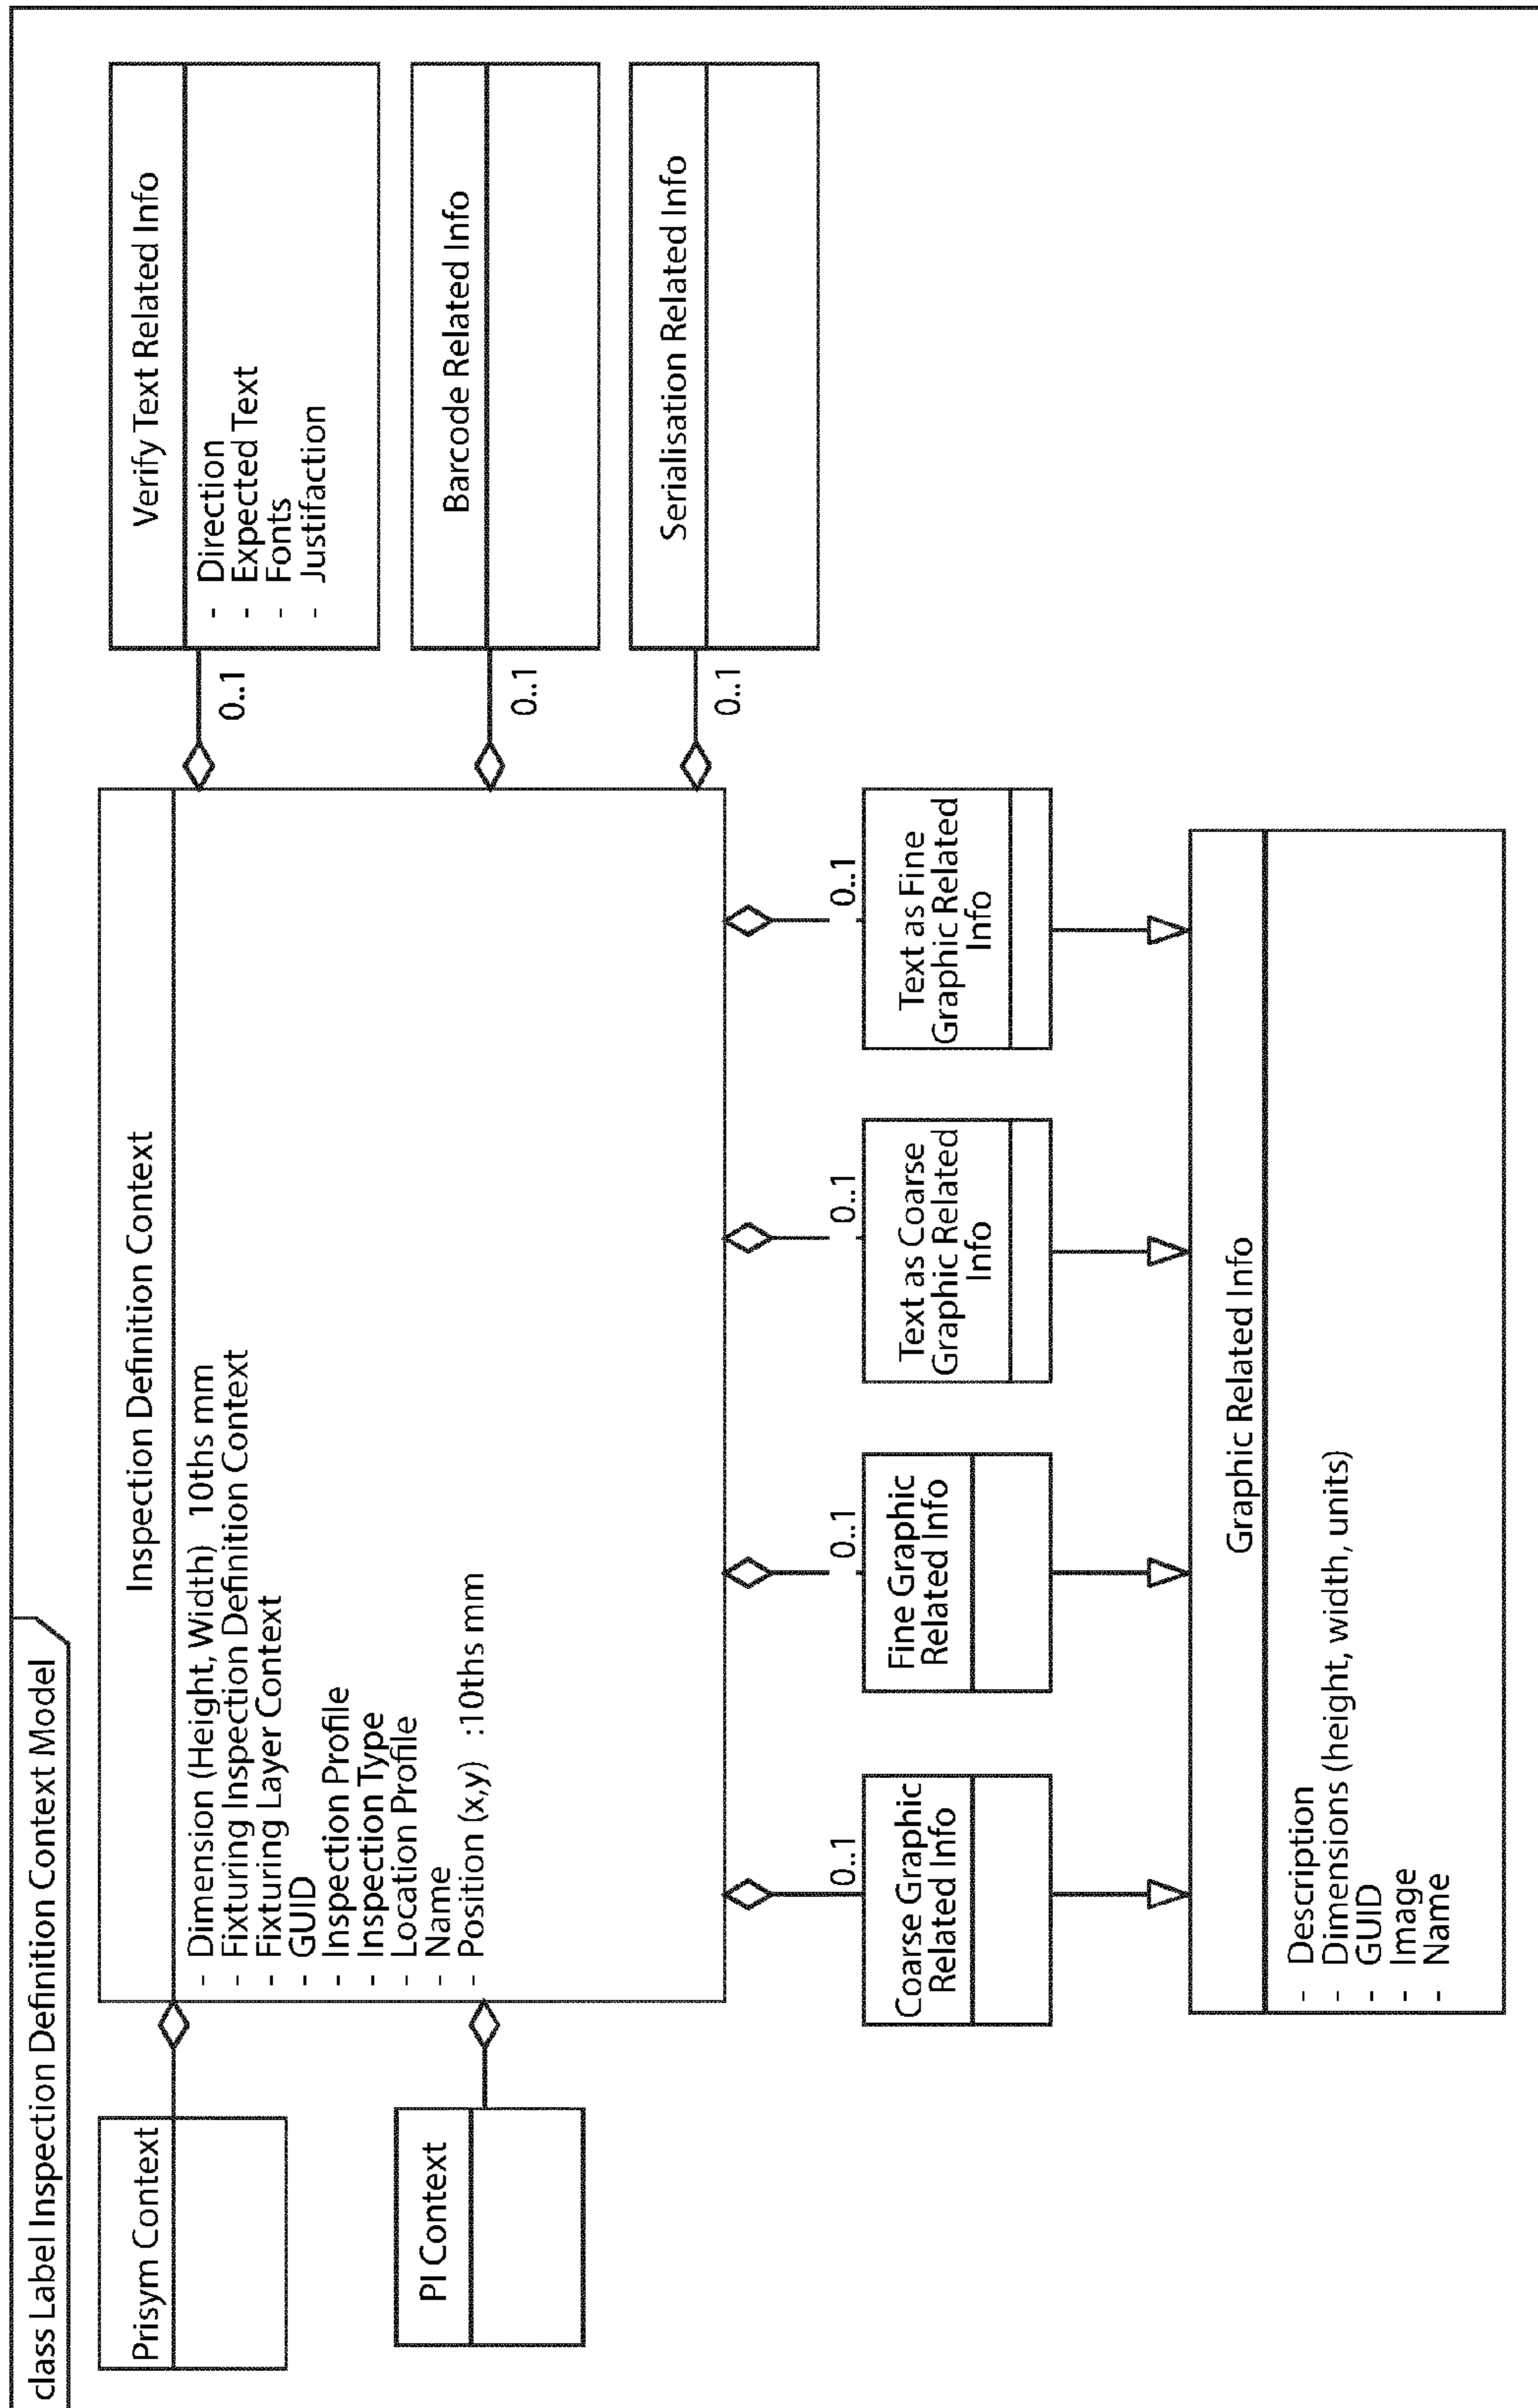 class Label Inspection Definition Context Model
Prisym Context
PI Context
Inspection Definition Context
- Dimension (Height, Width) 10ths mm
- Fixturing Inspection Definition Context
- Fixturing Layer Context
- GUID
- Inspection Profile
- Inspection Type
- Location Profile
- Name
- Position (x,y) :10ths mm
0..1
Verify Text Related Info
- Direction
- Expected Text
- Fonts
- Justifaction
0..1
Barcode Related Info
0..1
Serialisation Related Info
0..1
Coarse Graphic
Related Info
0..1
Fine Graphic
Related Info
0..1
Text as Coarse
Graphic Related
Info
0..1
Text as Fine
Graphic Related
Info
Graphic Related Info
- Description
- Dimensions (height, width, units)
- GUID
- Image
- Name